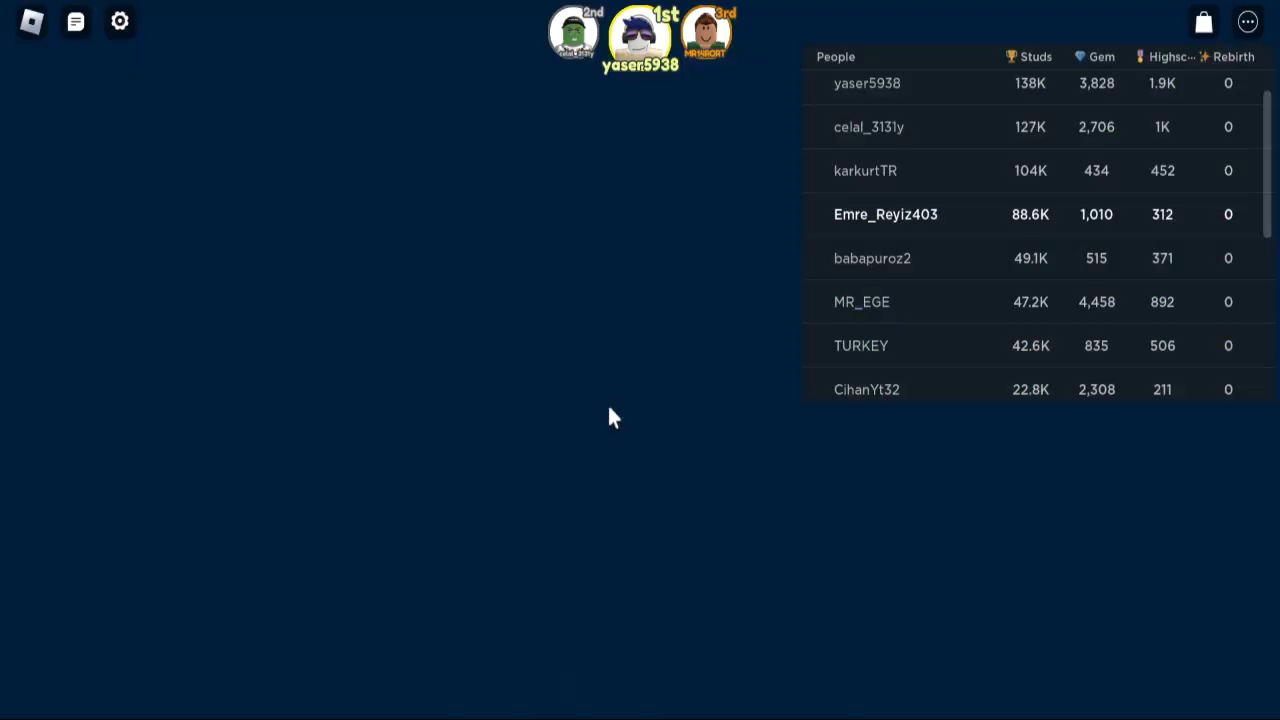 2nd
1st
3rd
celal_3131y
MR14RCAT
yaser5938
People Studs Gem Highsc... Rebirth
yaser5938 138K 3,828 1.9K 0
celal_3131y 127K 2,706 1K 0
karkurtTR 104K 434 452 0
Emre_Reyiz403 88.6K 1,010 312 0
babapuroz2 49.1K 515 371 0
MR_EGE 47.2K 4,458 892 0
TURKEY 42.6K 835 506 0
CihanYt32 22.8K 2,308 211 0